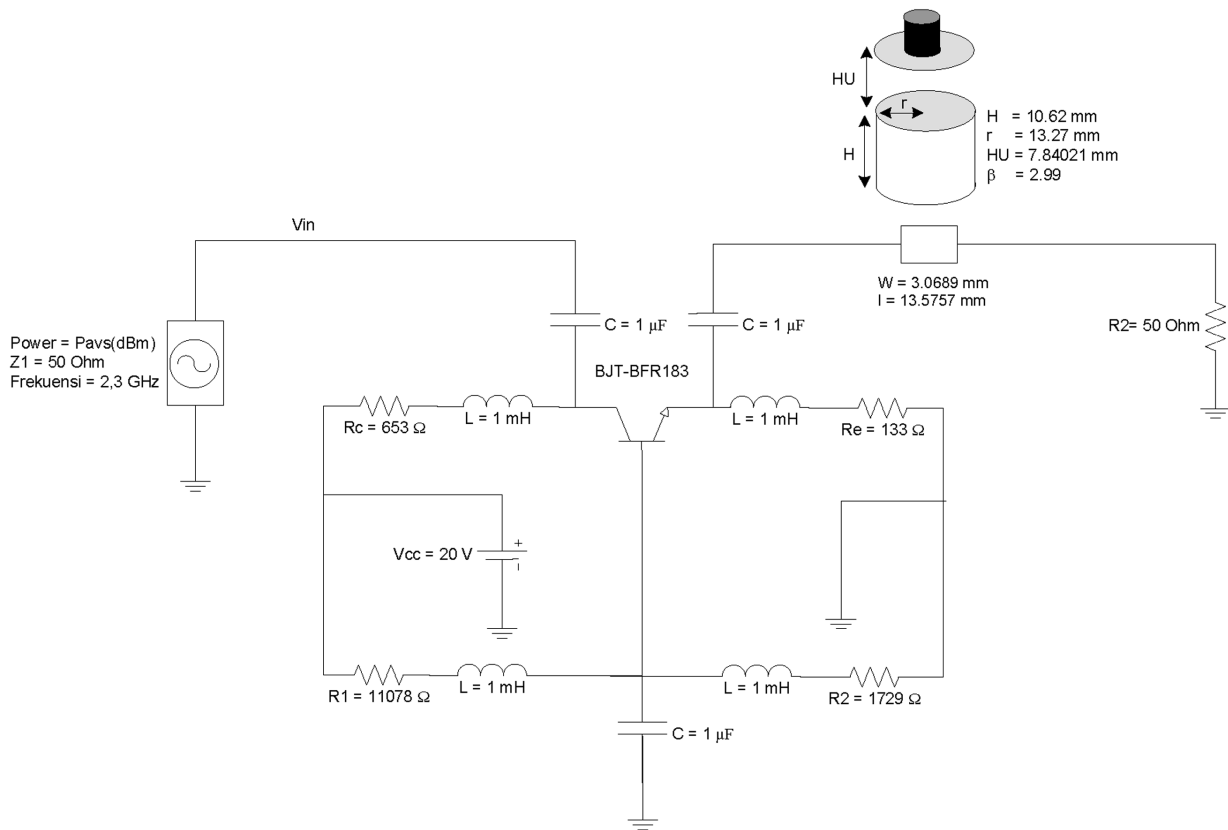 HU
r
H
H = 10.62 mm
r = 13.27 mm
HU = 7.84021 mm
β = 2.99
Vin
W = 3.0689 mm
l = 13.5757 mm
C = 1 μF
C = 1 μF
R2= 50 Ohm
Power = Pavs(dBm)
Z1 = 50 Ohm
Frekuensi = 2,3 GHz
BJT-BFR183
Rc = 653 Ω
L = 1 mH
L = 1 mH
Re = 133 Ω
Vcc = 20 V
+
-
R1 = 11078 Ω
L = 1 mH
L = 1 mH
R2 = 1729 Ω
C = 1 μF